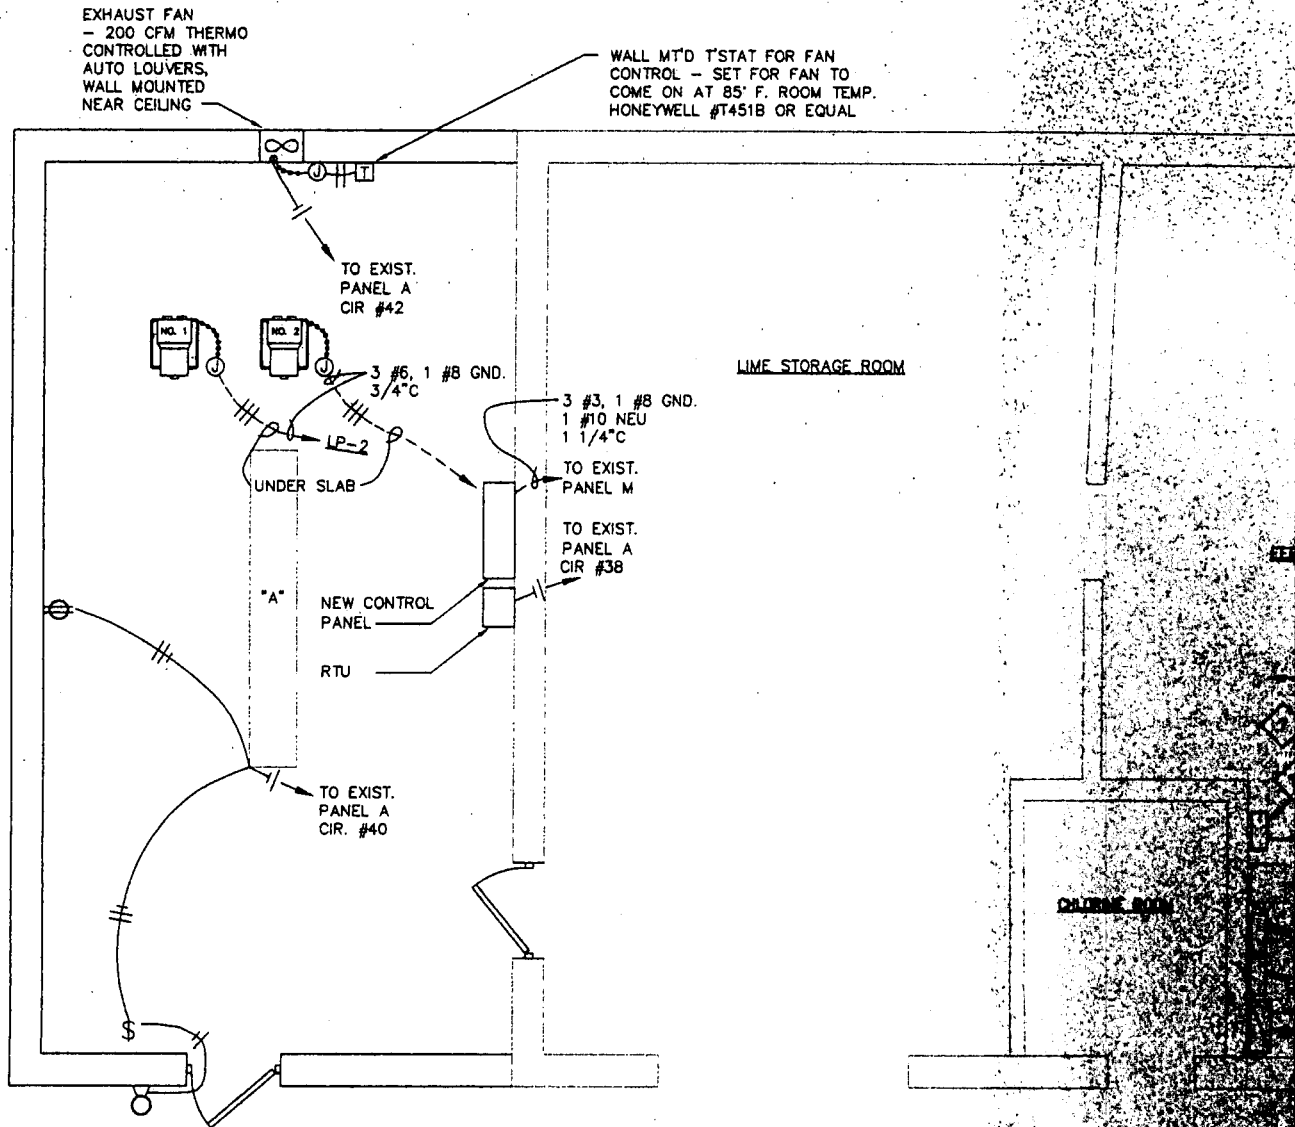 EXHAUST FAN
- 200 CFM THERMO
CONTROLLED WITH
AUTO LOUVERS,
WALL MOUNTED
NEAR CEILING
WALL MT'D T'STAT FOR FAN
CONTROL - SET FOR FAN TO
COME ON AT 85° F. ROOM TEMP.
HONEYWELL #T451B OR EQUAL
J
T
TO EXIST.
PANEL A
CIR #42
NO. 1
NO. 2
J
J
3 #6, 1 #8 GND.
3/4"C
LIME STORAGE ROOM
3 #3, 1 #8 GND.
1 #10 NEU
1 1/4"C
LP-2
UNDER SLAB
TO EXIST.
PANEL M
TO EXIST.
PANEL A
CIR #38
"A"
NEW CONTROL
PANEL
RTU
TO EXIST.
PANEL A
CIR. #40
CHLORINE ROOM
$